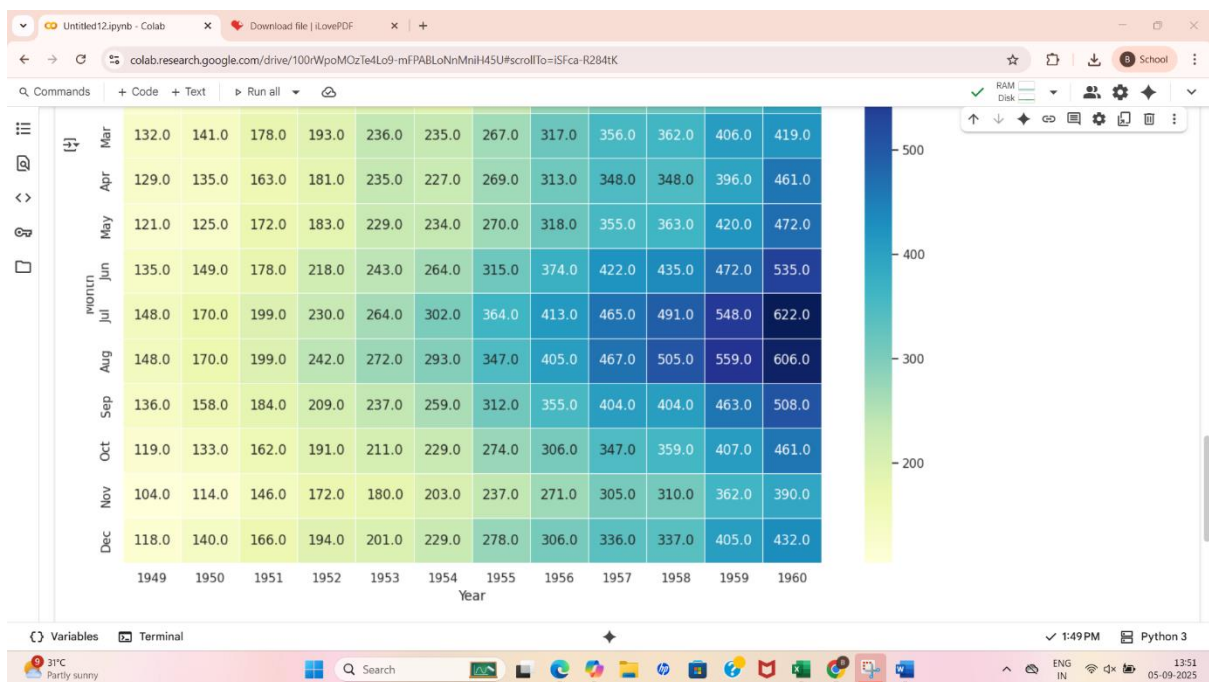 Untitled12.ipynb - Colab
Download file | iLovePDF
colab.research.google.com/drive/100rWpoMOzTe4Lo9-mFPABLoNnMniH45U#scrollTo=iSFca-R284tK
B School
Commands + Code + Text Run all
RAM
Disk
Mar 132.0 141.0 178.0 193.0 236.0 235.0 267.0 317.0 356.0 362.0 406.0 419.0
500
Apr 129.0 135.0 163.0 181.0 235.0 227.0 269.0 313.0 348.0 348.0 396.0 461.0
May 121.0 125.0 172.0 183.0 229.0 234.0 270.0 318.0 355.0 363.0 420.0 472.0
400
Month
Jun 135.0 149.0 178.0 218.0 243.0 264.0 315.0 374.0 422.0 435.0 472.0 535.0
Jul 148.0 170.0 199.0 230.0 264.0 302.0 364.0 413.0 465.0 491.0 548.0 622.0
Aug 148.0 170.0 199.0 242.0 272.0 293.0 347.0 405.0 467.0 505.0 559.0 606.0
300
Sep 136.0 158.0 184.0 209.0 237.0 259.0 312.0 355.0 404.0 404.0 463.0 508.0
Oct 119.0 133.0 162.0 191.0 211.0 229.0 274.0 306.0 347.0 359.0 407.0 461.0
200
Nov 104.0 114.0 146.0 172.0 180.0 203.0 237.0 271.0 305.0 310.0 362.0 390.0
Dec 118.0 140.0 166.0 194.0 201.0 229.0 278.0 306.0 336.0 337.0 405.0 432.0
1949 1950 1951 1952 1953 1954 1955 1956 1957 1958 1959 1960
Year
{} Variables Terminal
1:49 PM Python 3
9
31°C
Partly sunny
Search
ENG
IN
13:51
05-09-2025